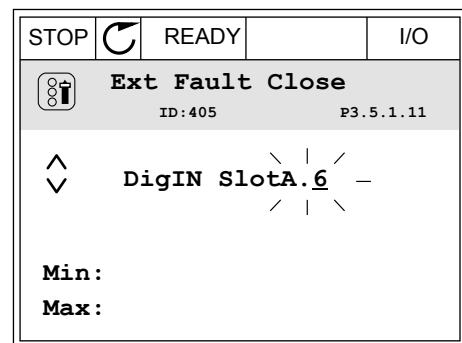 STOP READY I/O
Ext Fault Close
ID:405 P3.5.1.11
DigIN SlotA.6
Min:
Max: